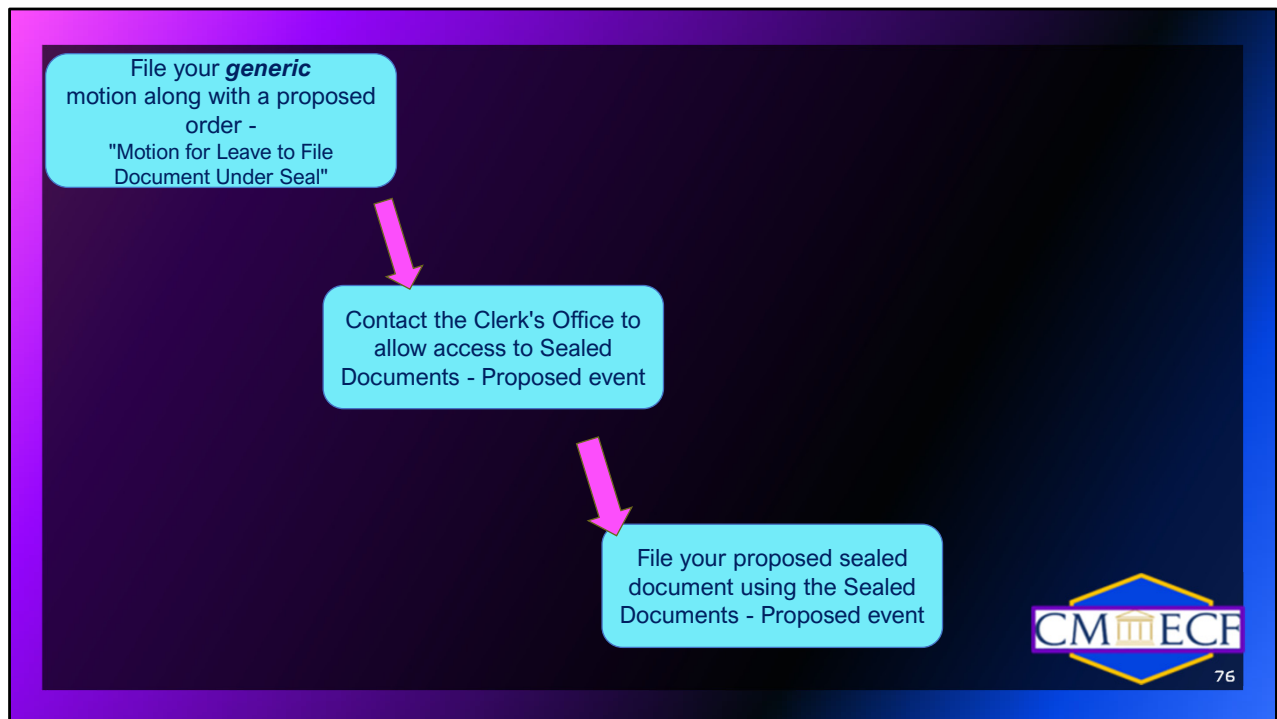 File your generic
motion along with a proposed
order -
"Motion for Leave to File
Document Under Seal"
Contact the Clerk's Office to
allow access to Sealed
Documents - Proposed event
File your proposed sealed
document using the Sealed
Documents - Proposed event
CM ECF
76